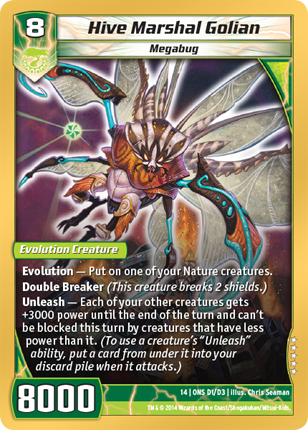 8
Hive Marshal Golian
Megabug
Evolution Creature
Evolution — Put on one of your Nature creatures.
Double Breaker (This creature breaks 2 shields.)
Unleash — Each of your other creatures gets
+3000 power until the end of the turn and can't
be blocked this turn by creatures that have less
power than it. (To use a creature's "Unleash"
ability, put a card from under it into your
discard pile when it attacks.)
8000
14 | ONS D1/D3 | illus. Chris Seaman
TM & © 2014 Wizards of the Coast/Shogakukan/Mitsui-Kids.